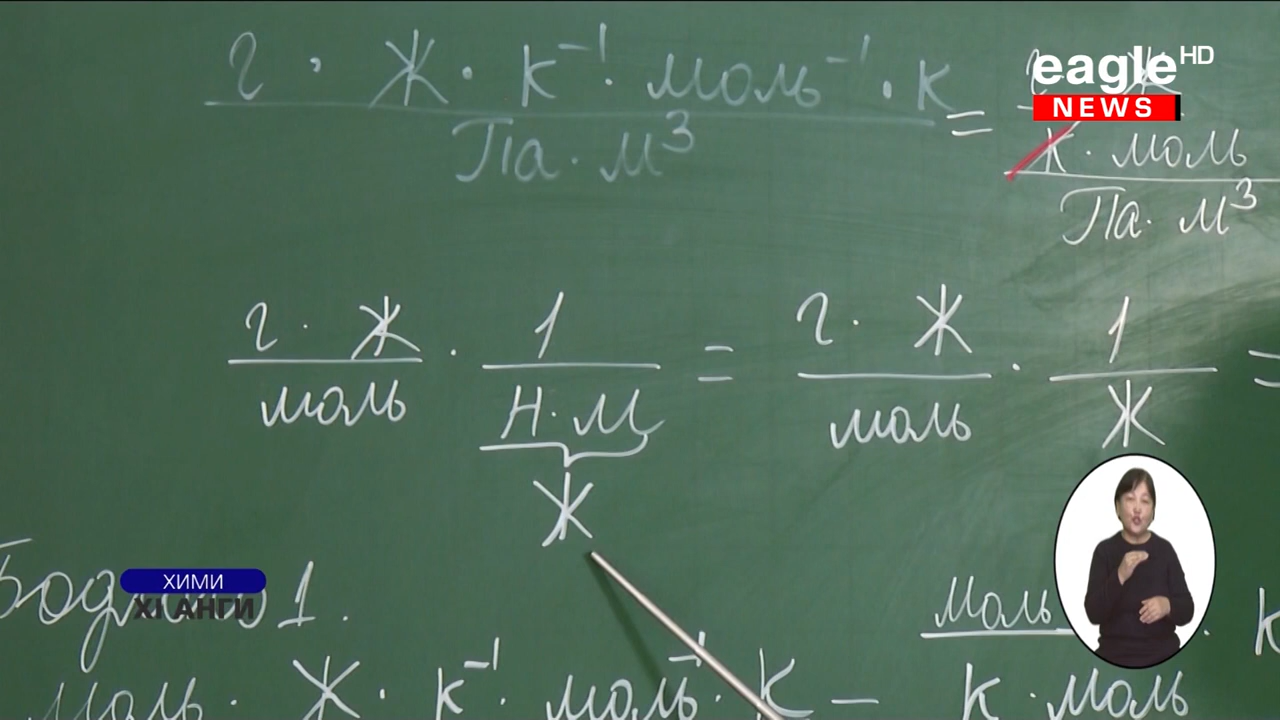 eagle HD
NEWS
г · Ж · К⁻¹ · моль⁻¹ · К
Па · м³
=
Ж · моль
Па · м³
г · Ж
моль
·
1
Н · м
Ж
=
г · Ж
моль
·
1
Ж
=
ХИМИ
XI АНГИ
1.
моль
· К
моль · Ж · К⁻¹ · моль⁻¹ · К
К · моль